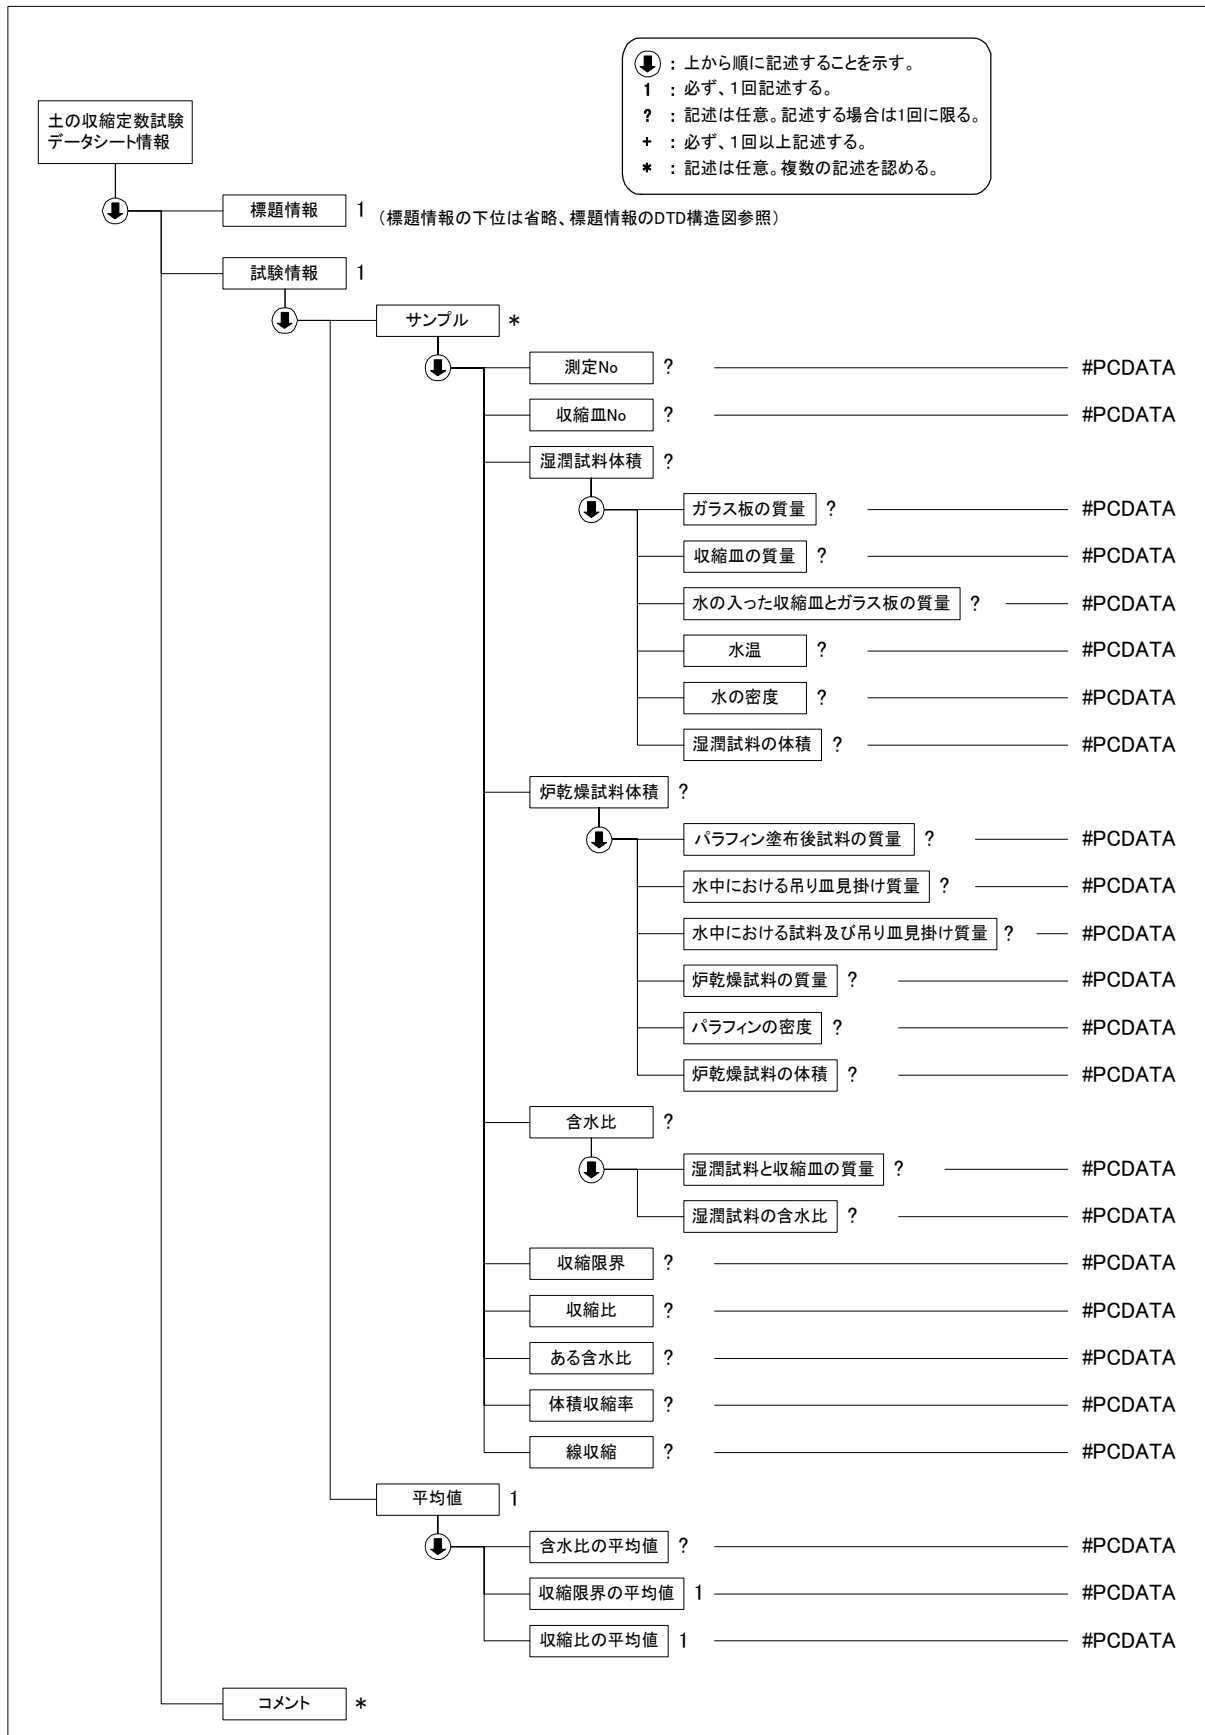 ： 上から順に記述することを示す。
1 ： 必ず、1回記述する。
? ： 記述は任意。記述する場合は1回に限る。
+ ： 必ず、1回以上記述する。
* ： 記述は任意。複数の記述を認める。
土の収縮定数試験
データシート情報
標題情報 1 （標題情報の下位は省略、標題情報のDTD構造図参照）
試験情報 1
サンプル *
測定No ? #PCDATA
収縮皿No ? #PCDATA
湿潤試料体積 ?
ガラス板の質量 ? #PCDATA
収縮皿の質量 ? #PCDATA
水の入った収縮皿とガラス板の質量 ? #PCDATA
水温 ? #PCDATA
水の密度 ? #PCDATA
湿潤試料の体積 ? #PCDATA
炉乾燥試料体積 ?
パラフィン塗布後試料の質量 ? #PCDATA
水中における吊り皿見掛け質量 ? #PCDATA
水中における試料及び吊り皿見掛け質量 ? #PCDATA
炉乾燥試料の質量 ? #PCDATA
パラフィンの密度 ? #PCDATA
炉乾燥試料の体積 ? #PCDATA
含水比 ?
湿潤試料と収縮皿の質量 ? #PCDATA
湿潤試料の含水比 ? #PCDATA
収縮限界 ? #PCDATA
収縮比 ? #PCDATA
ある含水比 ? #PCDATA
体積収縮率 ? #PCDATA
線収縮 ? #PCDATA
平均値 1
含水比の平均値 ? #PCDATA
収縮限界の平均値 1 #PCDATA
収縮比の平均値 1 #PCDATA
コメント *